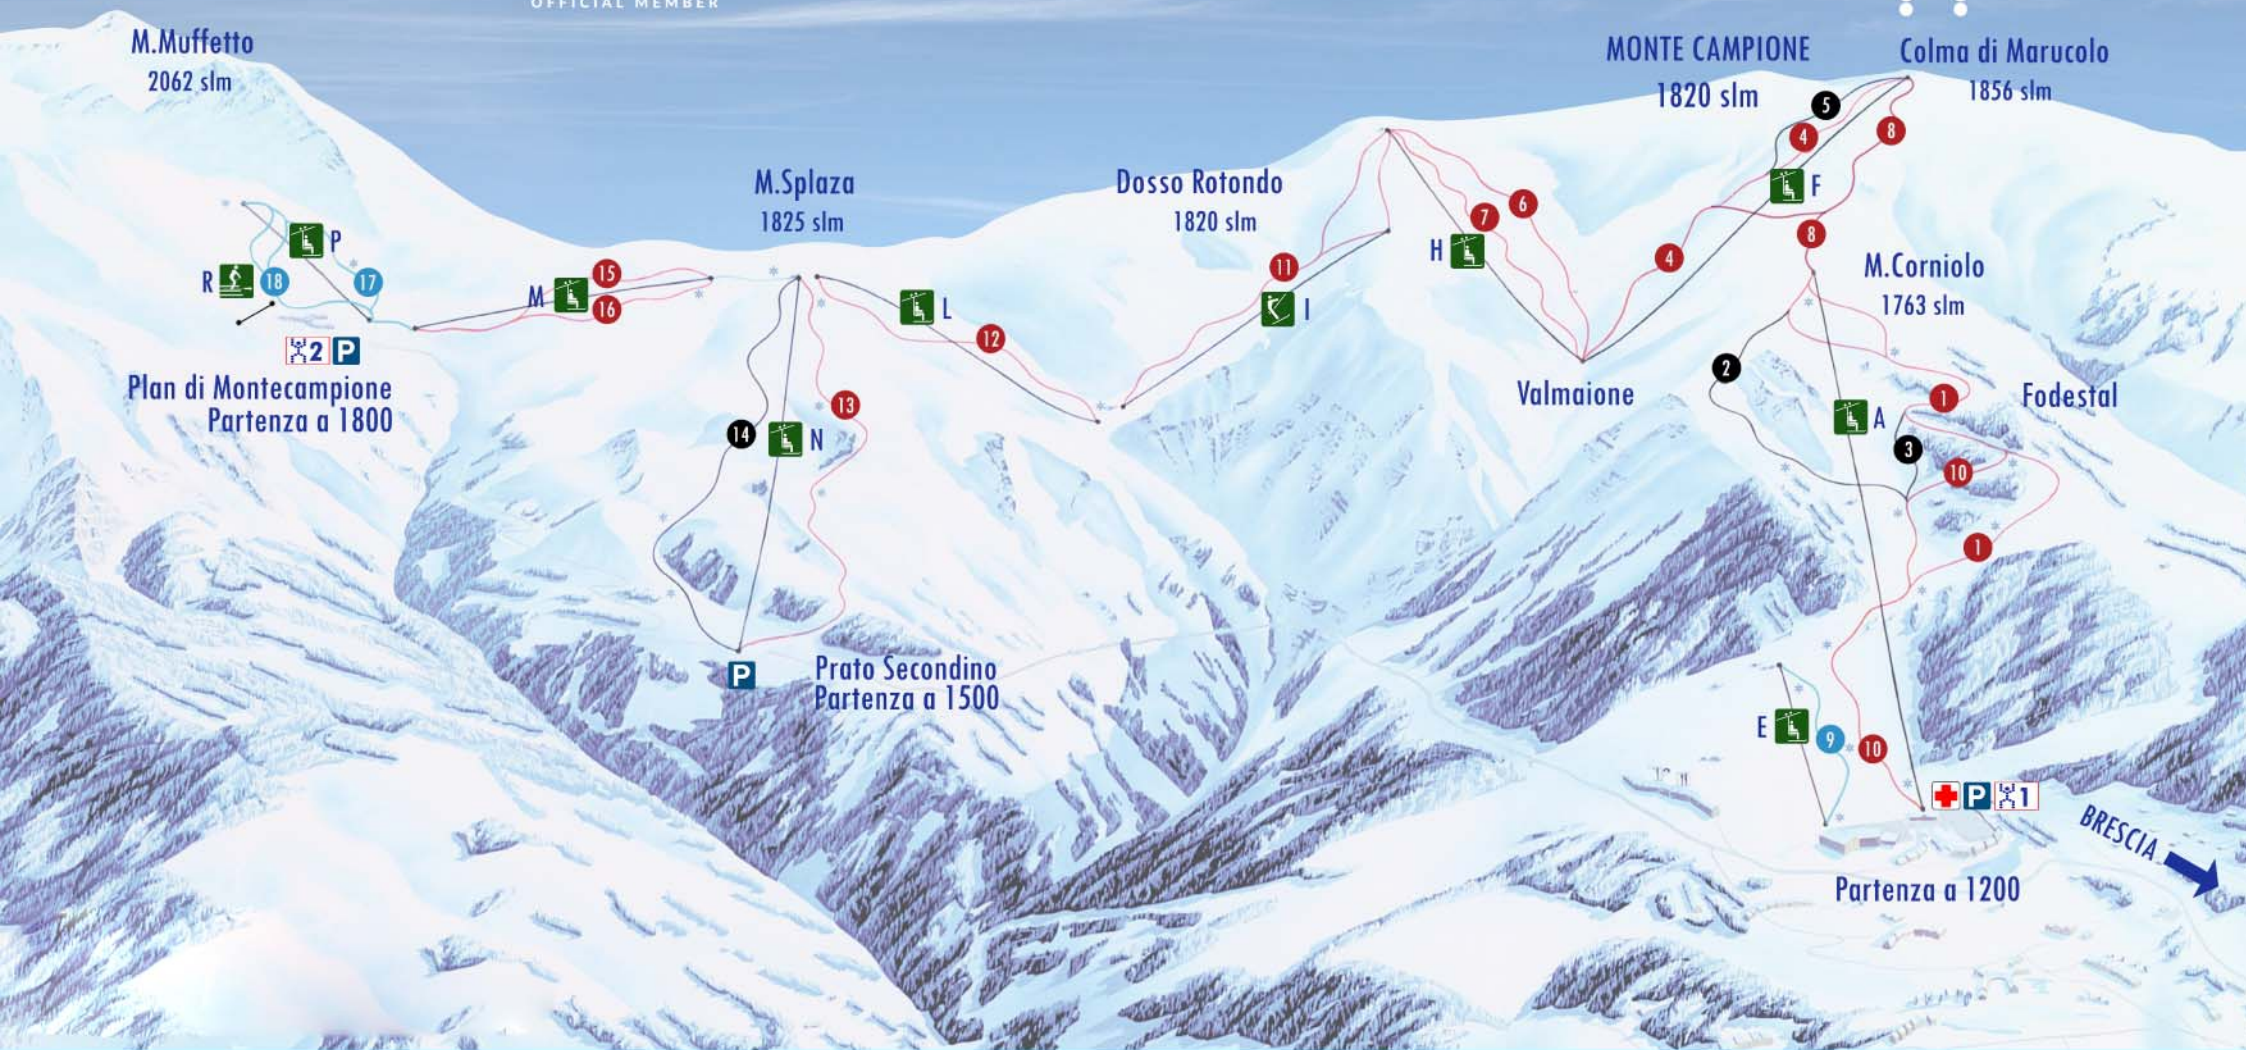 OFFICIAL MEMBER
M.Muffetto
2062 slm
MONTE CAMPIONE
1820 slm
Colma di Marucolo
1856 slm
5
4
8
F
M.Splaza
1825 slm
Dosso Rotondo
1820 slm
6
7
H
4
8
P
R
18
17
M
15
16
L
12
11
I
M.Corniolo
1763 slm
2 P
Plan di Montecampione
Partenza a 1800
Valmaione
2
1
Fodestal
A
3
10
1
13
14
N
P
Prato Secondino
Partenza a 1500
E
9
10
P 1
BRESCIA
Partenza a 1200